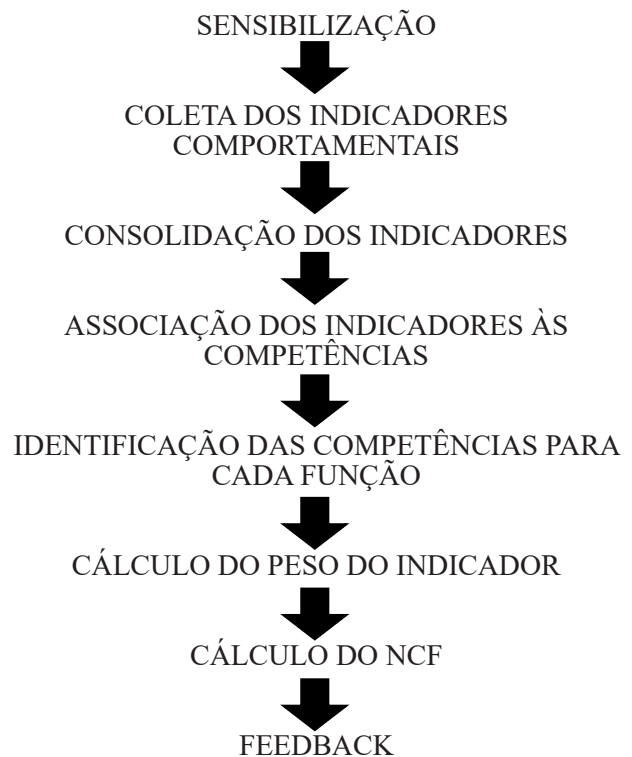 SENSIBILIZAÇÃO
COLETA DOS INDICADORES
COMPORTAMENTAIS
CONSOLIDAÇÃO DOS INDICADORES
ASSOCIAÇÃO DOS INDICADORES ÀS
COMPETÊNCIAS
IDENTIFICAÇÃO DAS COMPETÊNCIAS PARA
CADA FUNÇÃO
CÁLCULO DO PESO DO INDICADOR
CÁLCULO DO NCF
FEEDBACK